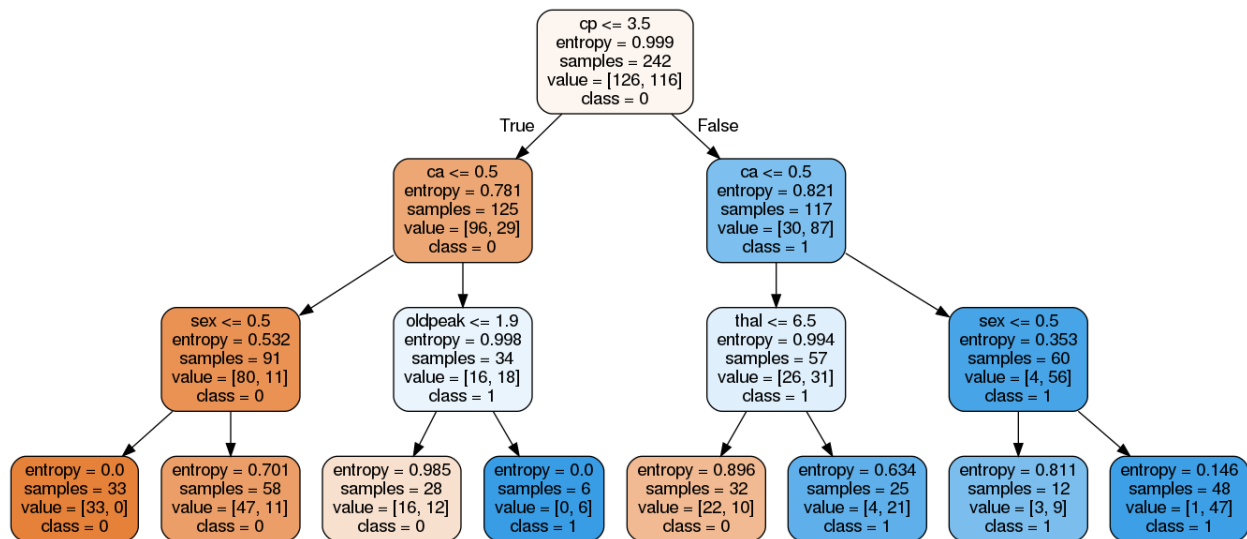 cp <= 3.5
entropy = 0.999
samples = 242
value = [126, 116]
class = 0
True
False
ca <= 0.5
entropy = 0.781
samples = 125
value = [96, 29]
class = 0
ca <= 0.5
entropy = 0.821
samples = 117
value = [30, 87]
class = 1
sex <= 0.5
entropy = 0.532
samples = 91
value = [80, 11]
class = 0
oldpeak <= 1.9
entropy = 0.998
samples = 34
value = [16, 18]
class = 1
thal <= 6.5
entropy = 0.994
samples = 57
value = [26, 31]
class = 1
sex <= 0.5
entropy = 0.353
samples = 60
value = [4, 56]
class = 1
entropy = 0.0
samples = 33
value = [33, 0]
class = 0
entropy = 0.701
samples = 58
value = [47, 11]
class = 0
entropy = 0.985
samples = 28
value = [16, 12]
class = 0
entropy = 0.0
samples = 6
value = [0, 6]
class = 1
entropy = 0.896
samples = 32
value = [22, 10]
class = 0
entropy = 0.634
samples = 25
value = [4, 21]
class = 1
entropy = 0.811
samples = 12
value = [3, 9]
class = 1
entropy = 0.146
samples = 48
value = [1, 47]
class = 1